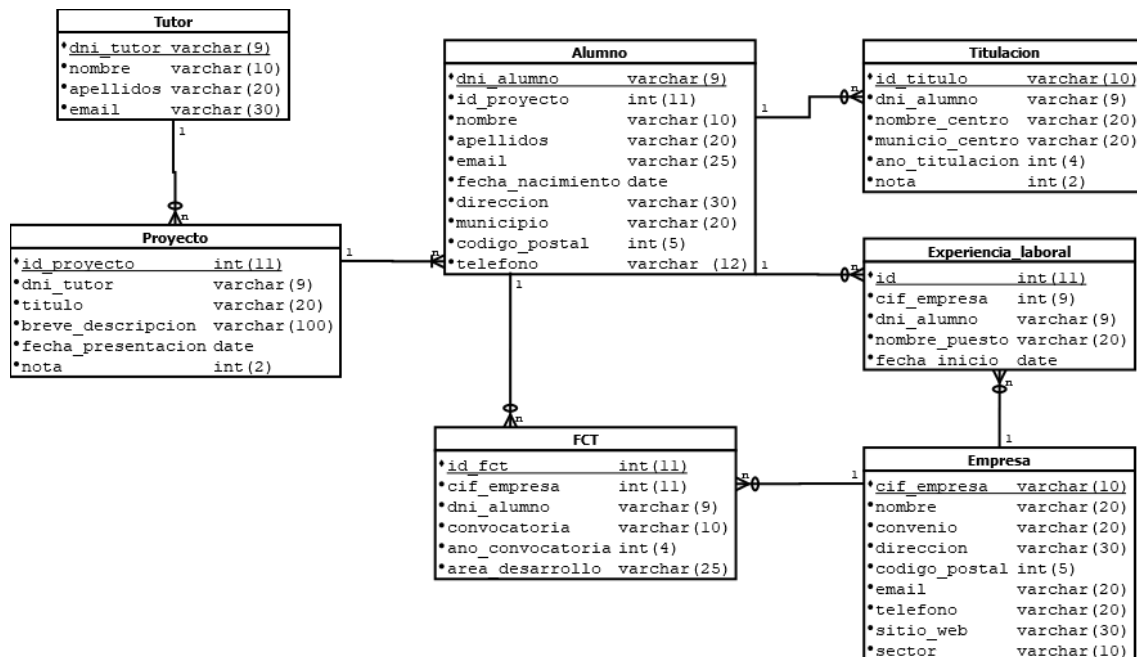 Tutor
dni_tutor varchar(9)
nombre varchar(10)
apellidos varchar(20)
email varchar(30)
1
n
Proyecto
id_proyecto int(11)
dni_tutor varchar(9)
titulo varchar(20)
breve_descripcion varchar(100)
fecha_presentacion date
nota int(2)
1
n
Alumno
dni_alumno varchar(9)
id_proyecto int(11)
nombre varchar(10)
apellidos varchar(20)
email varchar(25)
fecha_nacimiento date
direccion varchar(30)
municipio varchar(20)
codigo_postal int(5)
telefono varchar (12)
1
n
1
n
1
n
Titulacion
id_titulo varchar(10)
dni_alumno varchar(9)
nombre_centro varchar(20)
municio_centro varchar(20)
ano_titulacion int(4)
nota int(2)
Experiencia_laboral
id int(11)
cif_empresa int(9)
dni_alumno varchar(9)
nombre_puesto varchar(20)
fecha inicio date
n
1
FCT
id_fct int(11)
cif_empresa int(11)
dni_alumno varchar(9)
convocatoria varchar(10)
ano_convocatoria int(4)
area_desarrollo varchar(25)
n
1
Empresa
cif_empresa varchar(10)
nombre varchar(20)
convenio varchar(20)
direccion varchar(30)
codigo_postal int(5)
email varchar(20)
telefono varchar(20)
sitio_web varchar(30)
sector varchar(10)